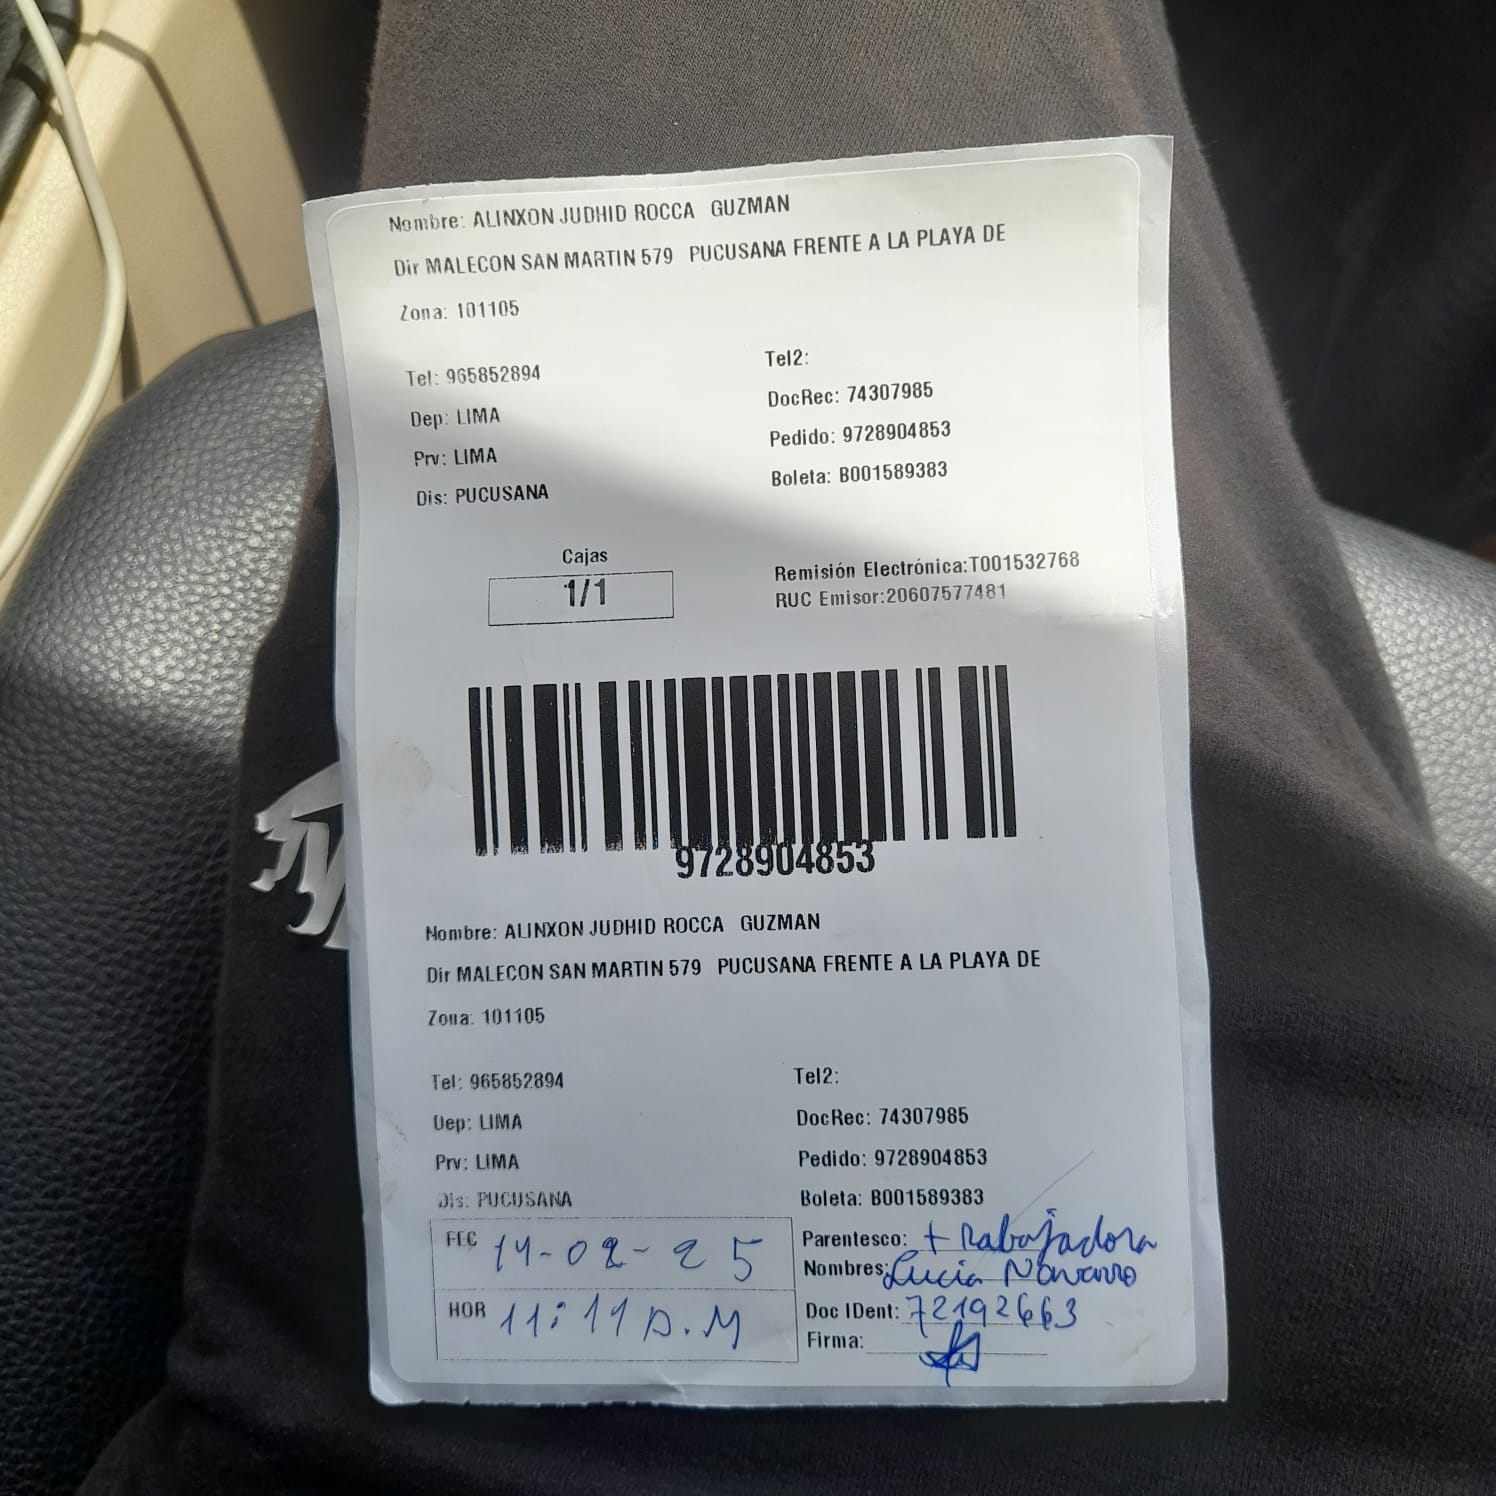 Nombre: ALINXON JUDHID ROCCA GUZMAN
Dir MALECON SAN MARTIN 579 PUCUSANA FRENTE A LA PLAYA DE
Zona: 101105
Tel: 965852894
Tel2:
Dep: LIMA
DocRec: 74307985
Prv: LIMA
Pedido: 9728904853
Dis: PUCUSANA
Boleta: B001589383
Cajas
1/1
Remisión Electrónica:T001532768
RUC Emisor:20607577481
9728904853
Nombre: ALINXON JUDHID ROCCA GUZMAN
Dir MALECON SAN MARTIN 579 PUCUSANA FRENTE A LA PLAYA DE
Zona: 101105
Tel: 965852894
Tel2:
Dep: LIMA
DocRec: 74307985
Prv: LIMA
Pedido: 9728904853
Dis: PUCUSANA
Boleta: B001589383
FEC 14-02-25
HOR 11:11 A.M
Parentesco: trabajadora
Nombres: Lucia Navarro
Doc IDent: 72192663
Firma: